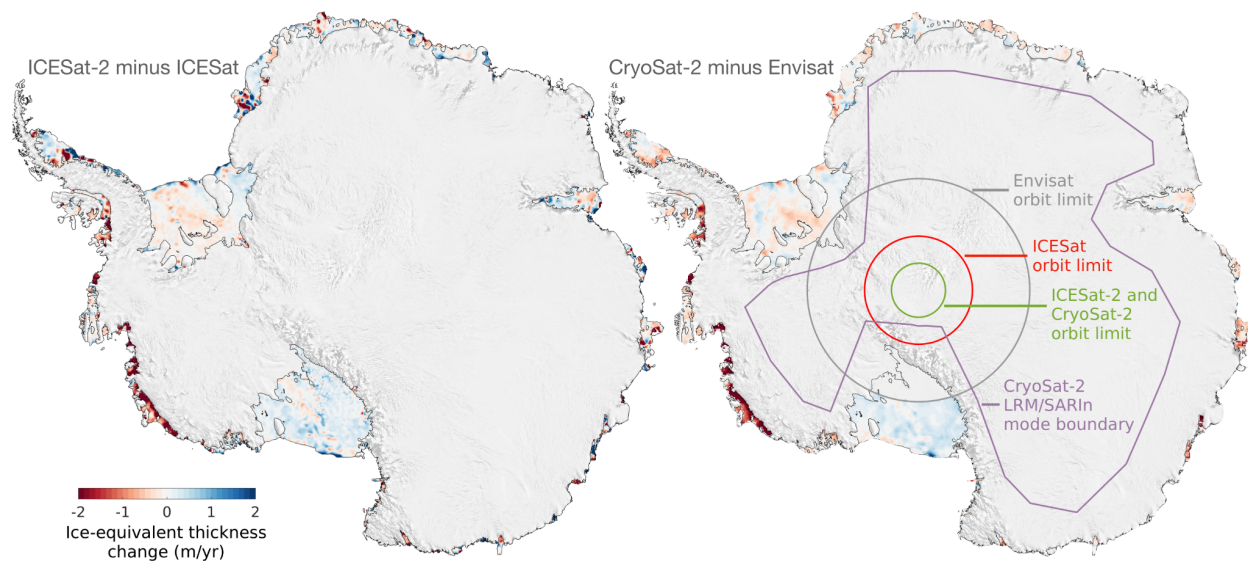 ICESat-2 minus ICESat
CryoSat-2 minus Envisat
Envisat
orbit limit
ICESat
orbit limit
ICESat-2 and
CryoSat-2
orbit limit
CryoSat-2
LRM/SARIn
mode boundary
-2 -1 0 1 2
Ice-equivalent thickness
change (m/yr)